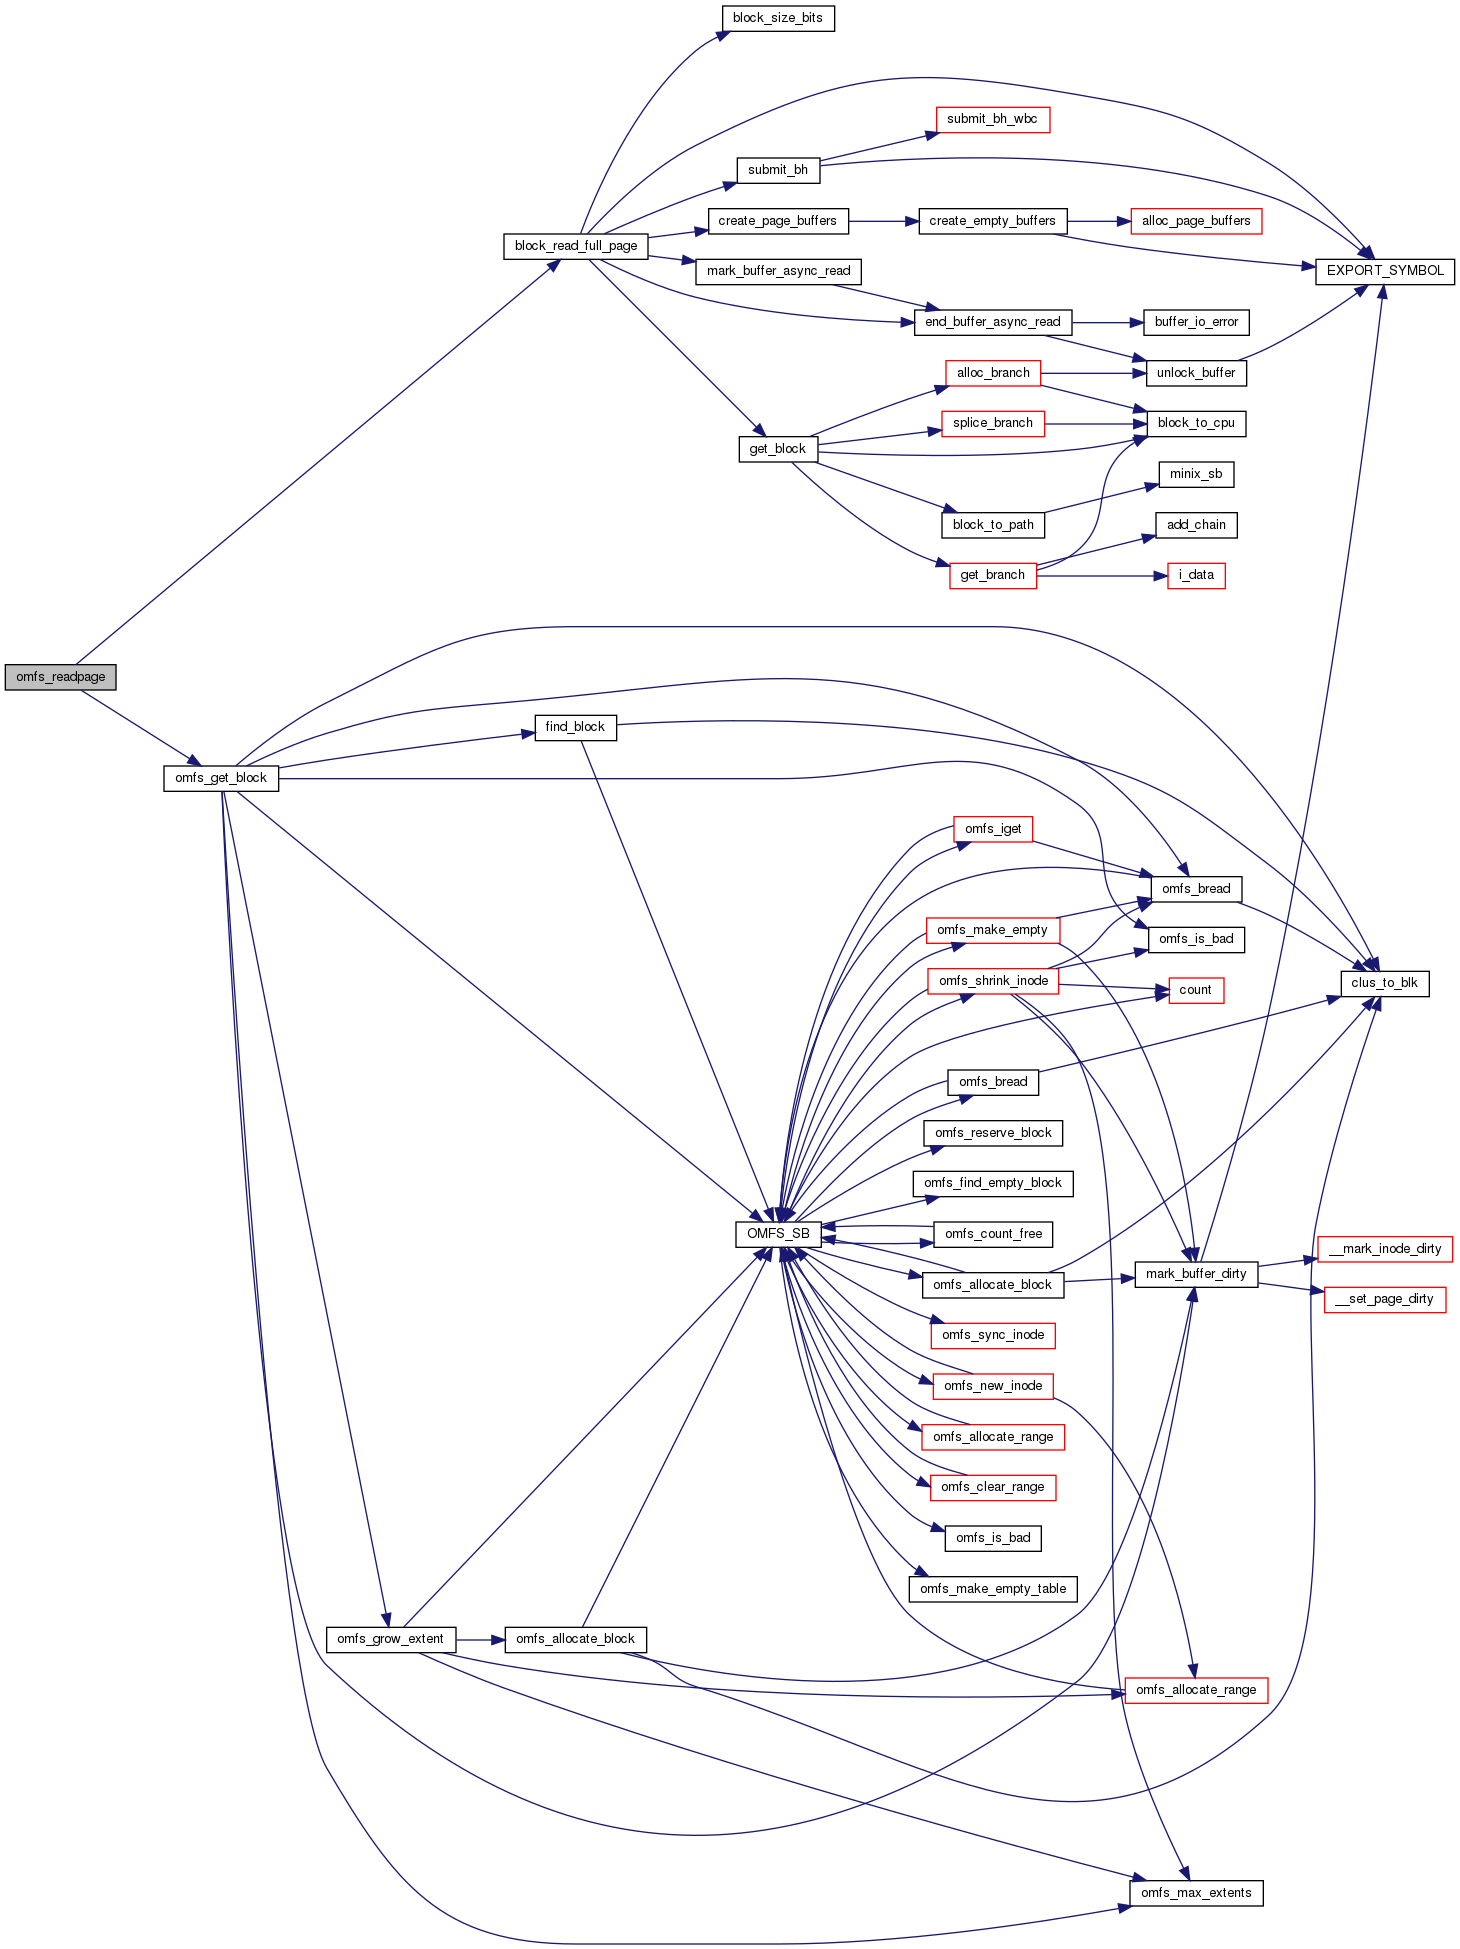 block_size_bits
submit_bh_wbc
submit_bh
create_page_buffers
create_empty_buffers
alloc_page_buffers
block_read_full_page
mark_buffer_async_read
EXPORT_SYMBOL
end_buffer_async_read
buffer_io_error
alloc_branch
unlock_buffer
splice_branch
block_to_cpu
get_block
minix_sb
block_to_path
add_chain
get_branch
i_data
omfs_readpage
find_block
omfs_get_block
omfs_iget
omfs_bread
omfs_make_empty
omfs_is_bad
omfs_shrink_inode
count
clus_to_blk
omfs_bread
omfs_reserve_block
omfs_find_empty_block
OMFS_SB
omfs_count_free
__mark_inode_dirty
omfs_allocate_block
mark_buffer_dirty
__set_page_dirty
omfs_sync_inode
omfs_new_inode
omfs_allocate_range
omfs_clear_range
omfs_is_bad
omfs_make_empty_table
omfs_grow_extent
omfs_allocate_block
omfs_allocate_range
omfs_max_extents